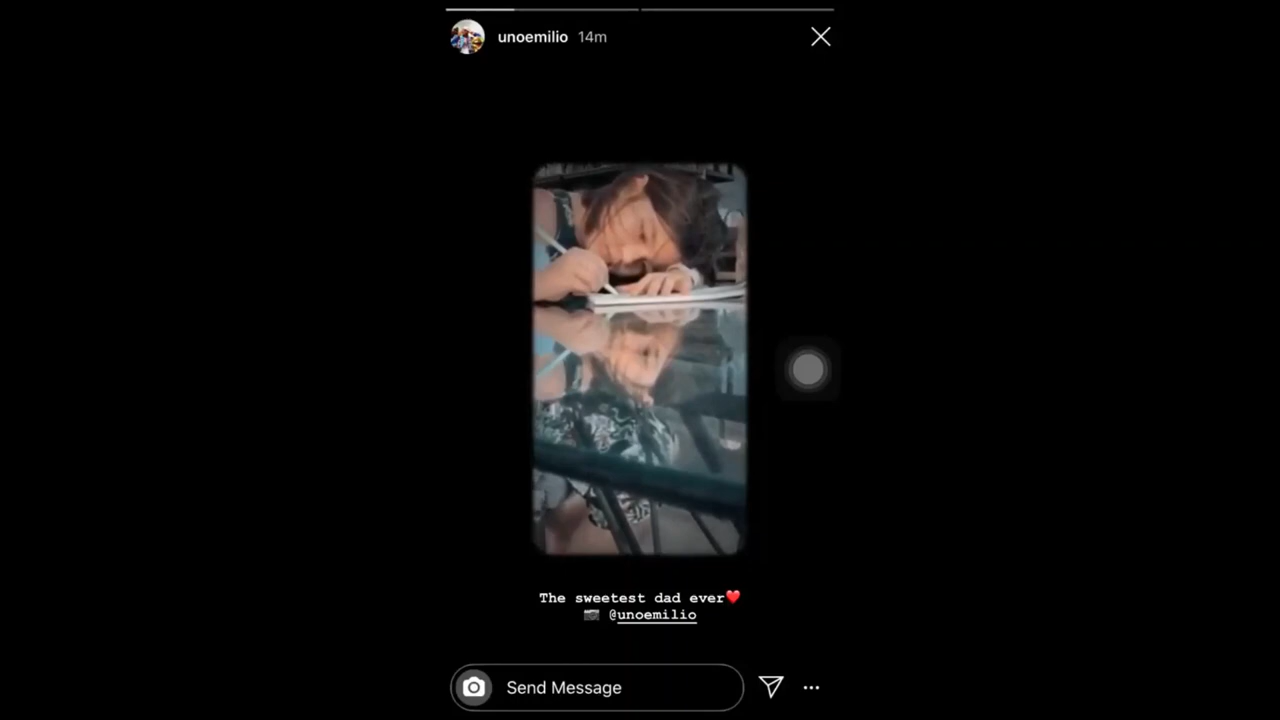 unoemilio 14m
The sweetest dad ever❤️
📷 @unoemilio
Send Message